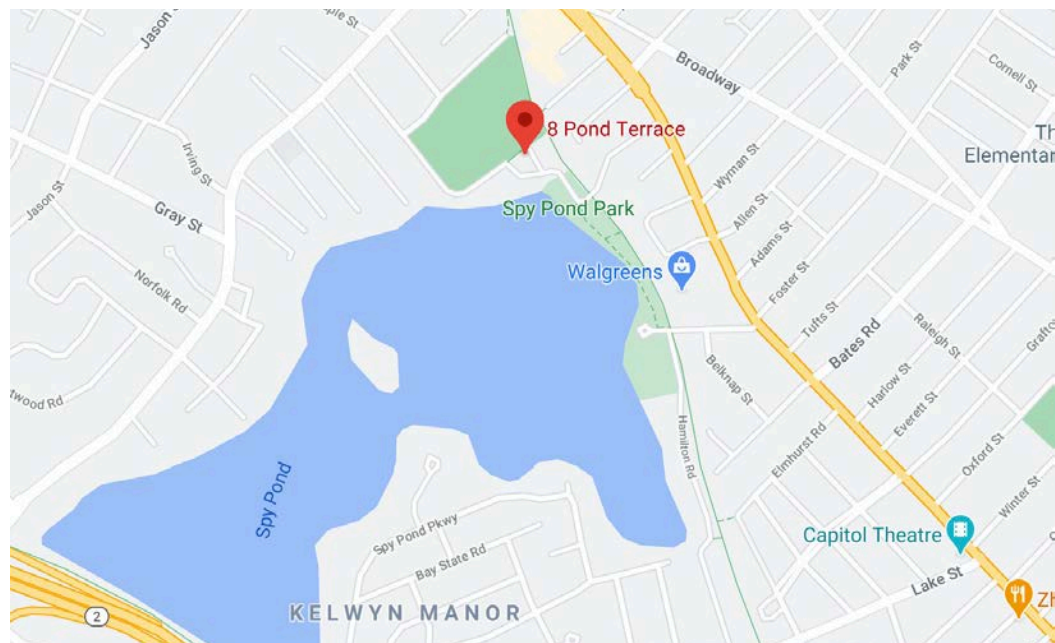 Jason St
Broadway
Park St
Cornell St
8 Pond Terrace
Th
Elementar
Irving St
Wyman St
Jason St
Gray St
Spy Pond Park
Allen St
Adams St
Walgreens
Foster St
Norfolk Rd
Tufts St
Bates Rd
Raleigh St
Grafto
Belknap St
twood Rd
Harlow St
Everett St
Hamilton Rd
Elmhurst Rd
Oxford St
Winter St
Spy Pond
Spy Pond Pkwy
Capitol Theatre
Bay State Rd
Lake St
KELWYN MANOR
2
Zh